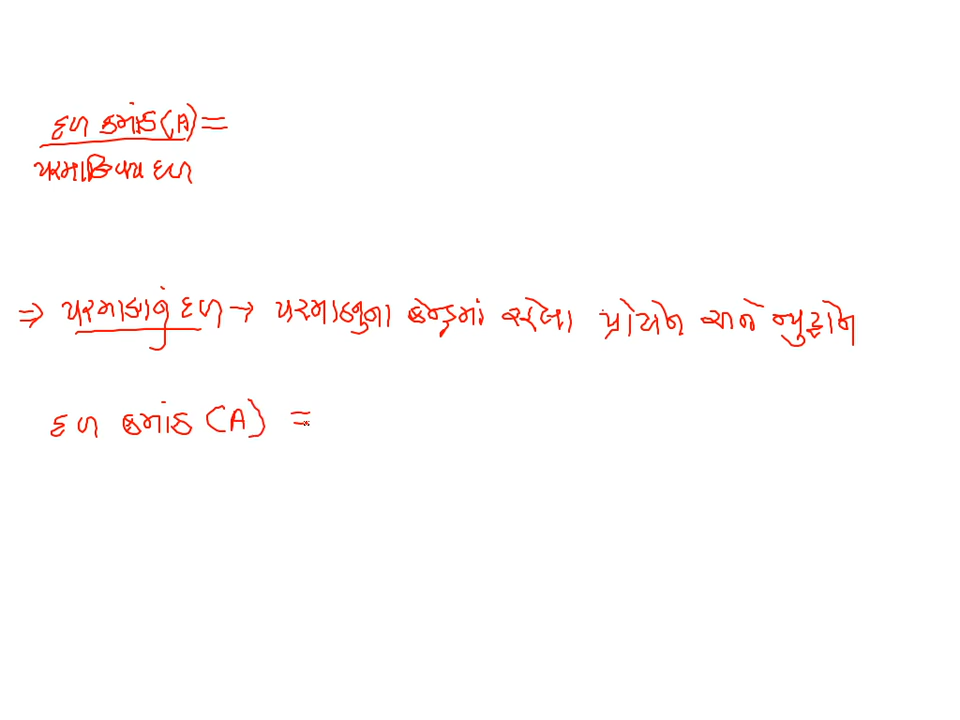 દળ ક્રમાંક (A) =
પરમાણ્વિય દળ
⇒ પરમાણુનું દળ → પરમાણુના કેન્દ્રમાં રહેલા પ્રોટોન અને ન્યુટ્રોન
દળ ક્રમાંક (A) =